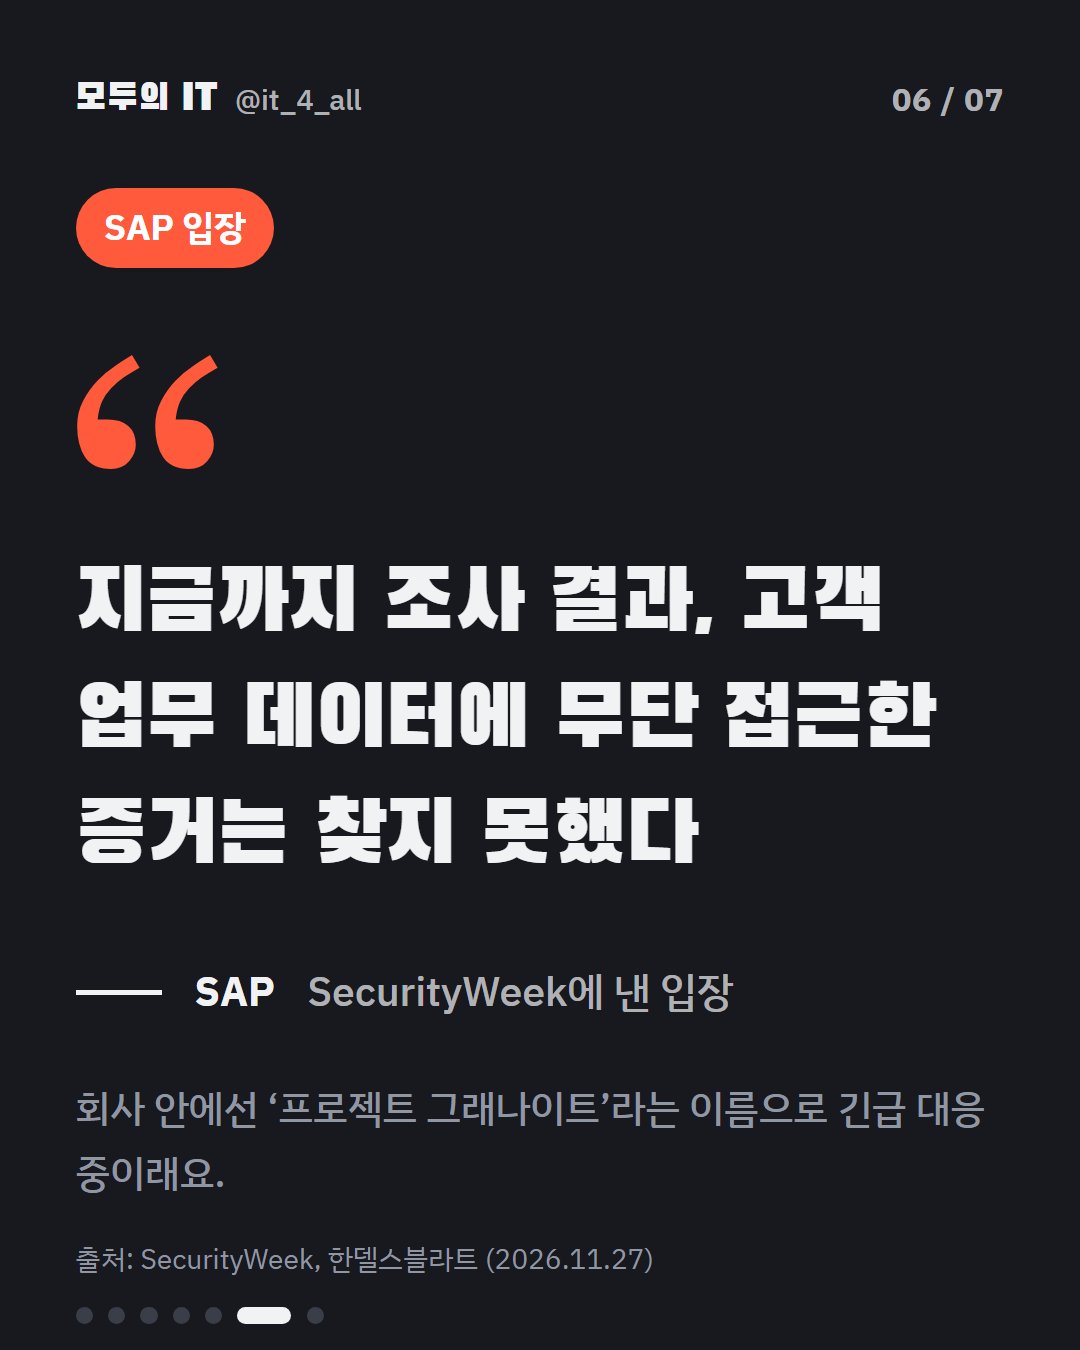 모두의 IT @it_4_all 06 / 07
SAP 입장
“
지금까지 조사 결과, 고객
업무 데이터에 무단 접근한
증거는 찾지 못했다
SAP SecurityWeek에 낸 입장
회사 안에선 ‘프로젝트 그래나이트’라는 이름으로 긴급 대응
중이래요.
출처: SecurityWeek, 한델스블라트 (2026.11.27)